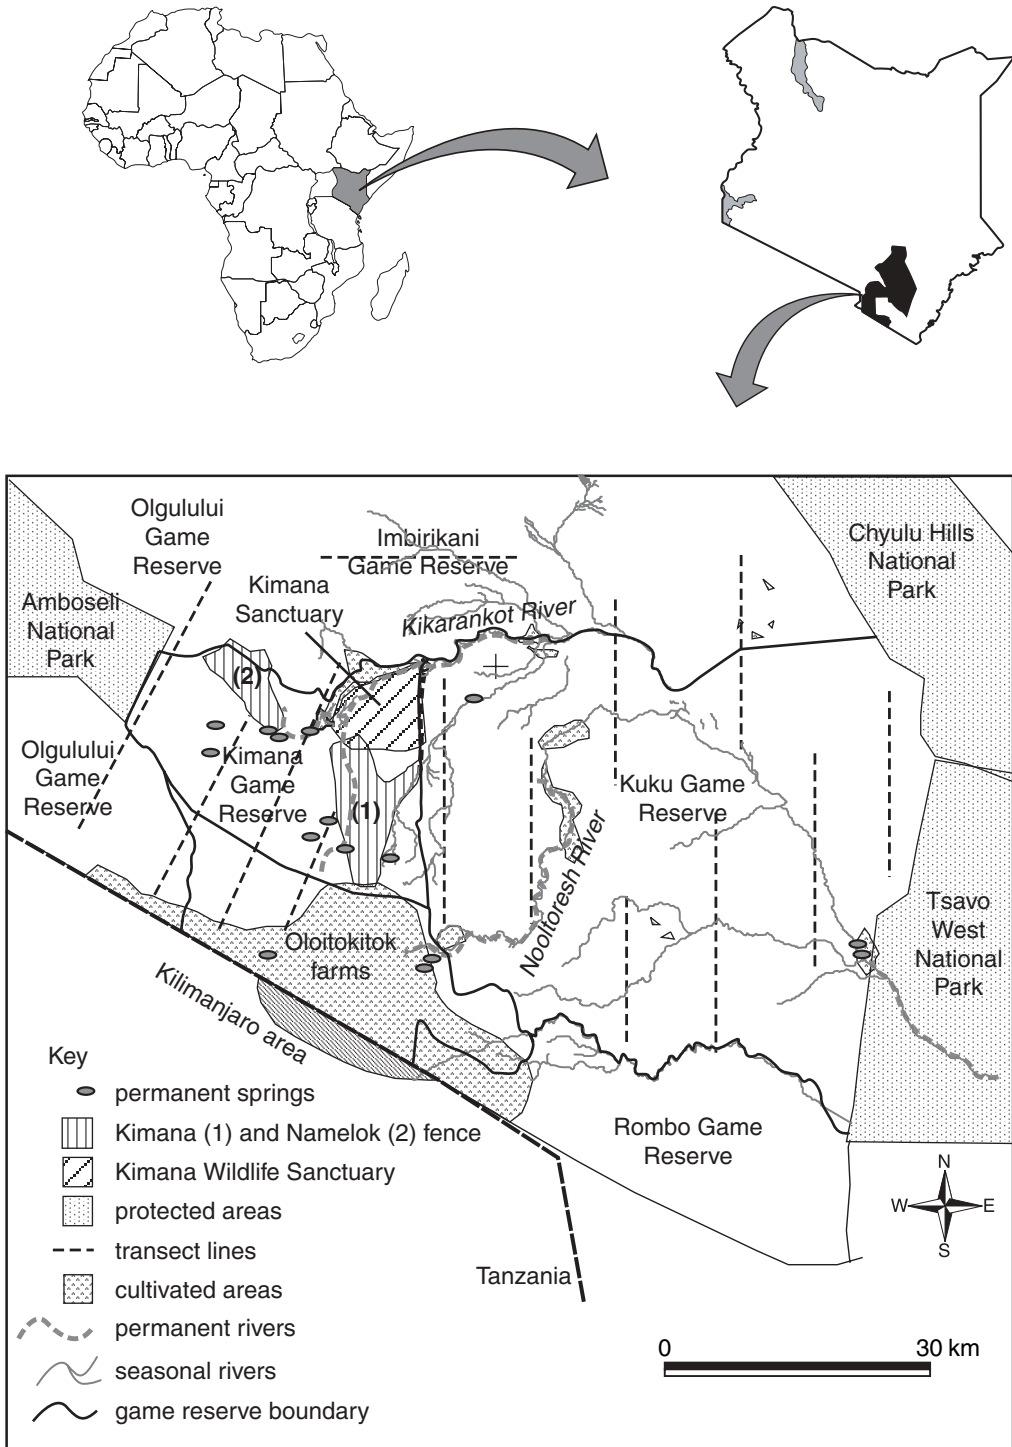 Olgulului
Game
Reserve
Imbirikani
Game Reserve
Chyulu Hills
National
Park
Kimana
Sanctuary
Amboseli
National
Park
Kikarankot River
(2)
Olgulului
Game
Reserve
Kimana
Game
Reserve
(1)
Kuku Game
Reserve
Nooltoresh River
Tsavo
West
National
Park
Oloitokitok
farms
Kilimanjaro area
Rombo Game
Reserve
Tanzania
N
W
E
S
0
30 km
Key
permanent springs
Kimana (1) and Namelok (2) fence
Kimana Wildlife Sanctuary
protected areas
transect lines
cultivated areas
permanent rivers
seasonal rivers
game reserve boundary